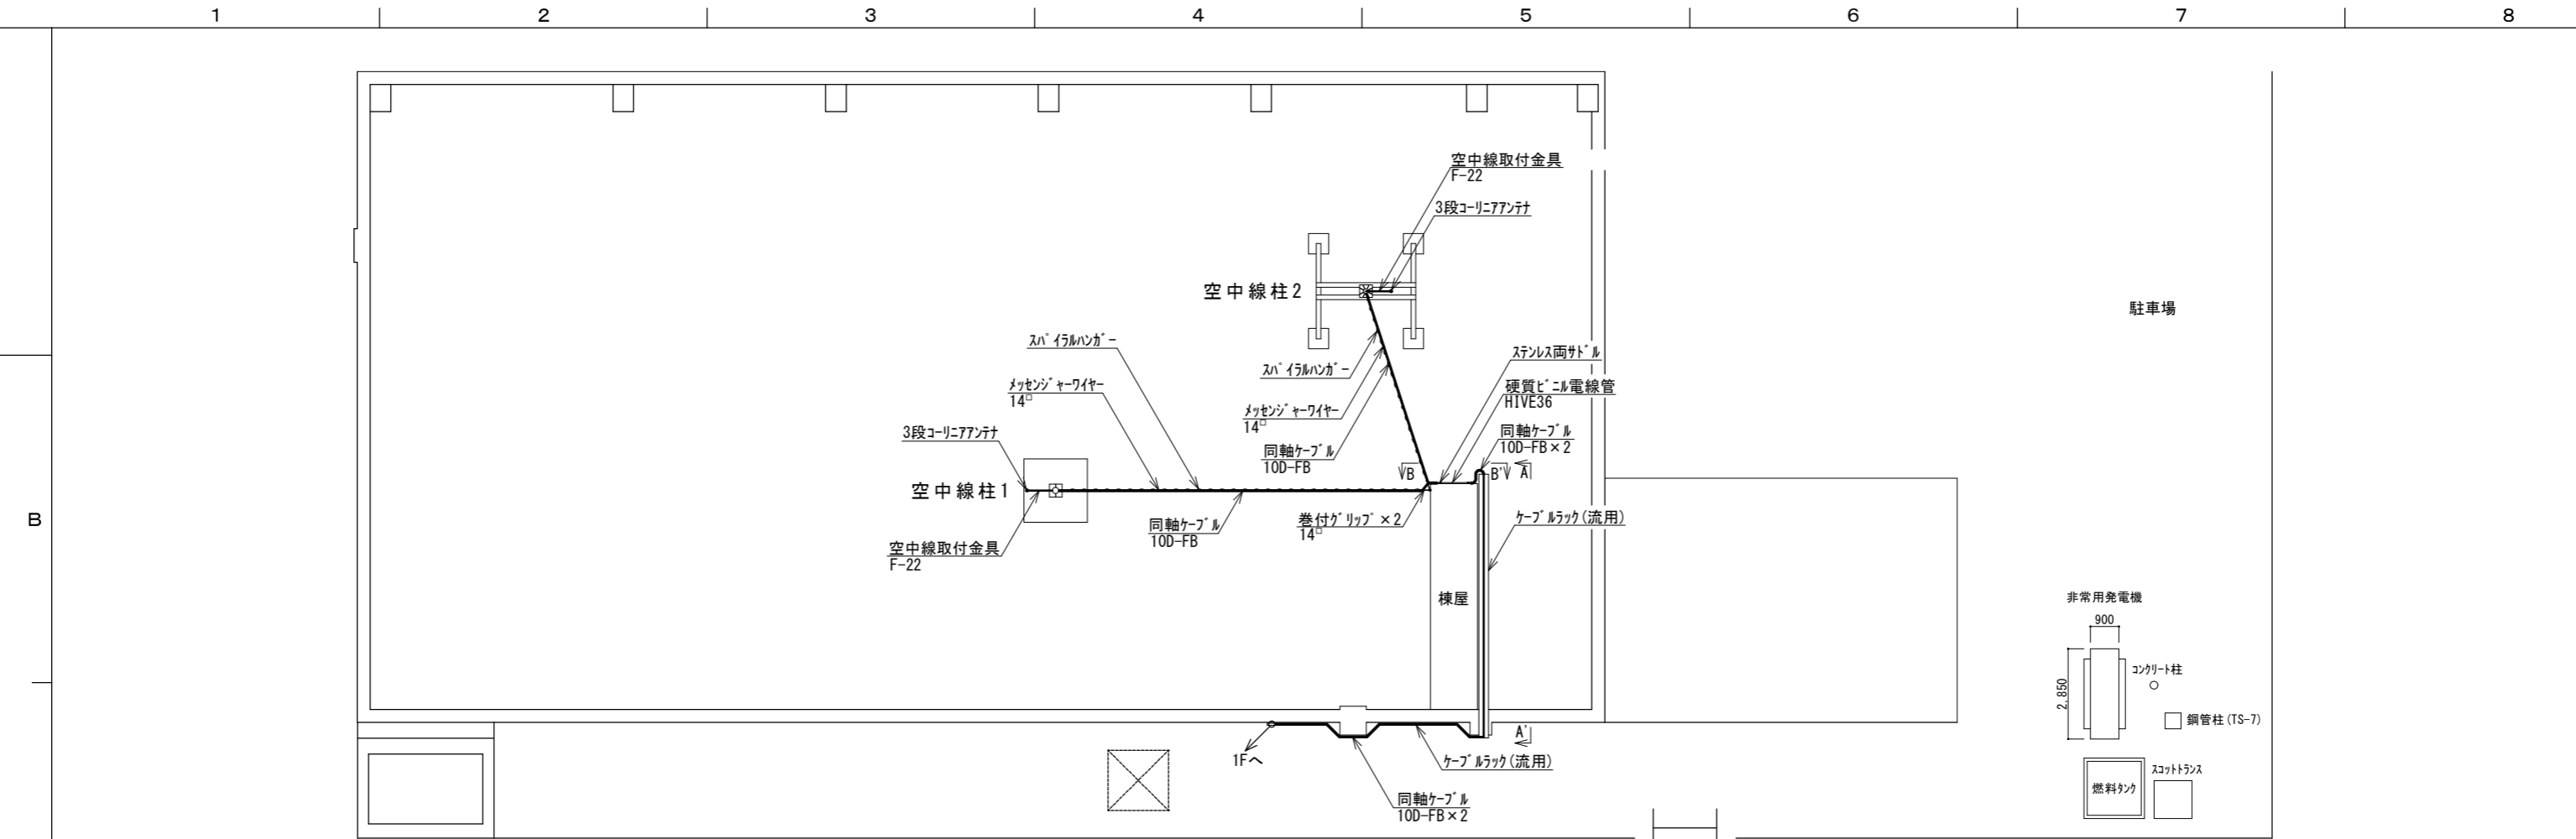 1
2
3
4
5
6
7
8
B
空中線取付金具
F-22
3段コーリニアアンテナ
空中線柱2
駐車場
スパイラルハンガー
ステンレス両サドル
スパイラルハンガー
メッセンジャーワイヤー
14□
硬質ビニル電線管
HIVE36
メッセンジャーワイヤー
14□
3段コーリニアアンテナ
同軸ケーブル
10D-FB×2
同軸ケーブル
10D-FB
B
B'
A
空中線柱1
同軸ケーブル
10D-FB
巻付グリップ×2
14□
ケーブルラック(流用)
空中線取付金具
F-22
棟屋
非常用発電機
900
コンクリート柱
2,850
鋼管柱(TS-7)
A'
1Fへ
ケーブルラック(流用)
スコットトランス
燃料タンク
同軸ケーブル
10D-FB×2